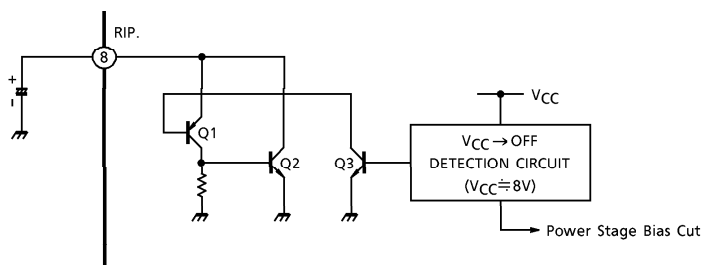 RIP.
8
+
-
VCC
Q1
Q2
Q3
VCC→OFF
DETECTION CIRCUIT
(VCC≒8V)
Power Stage Bias Cut